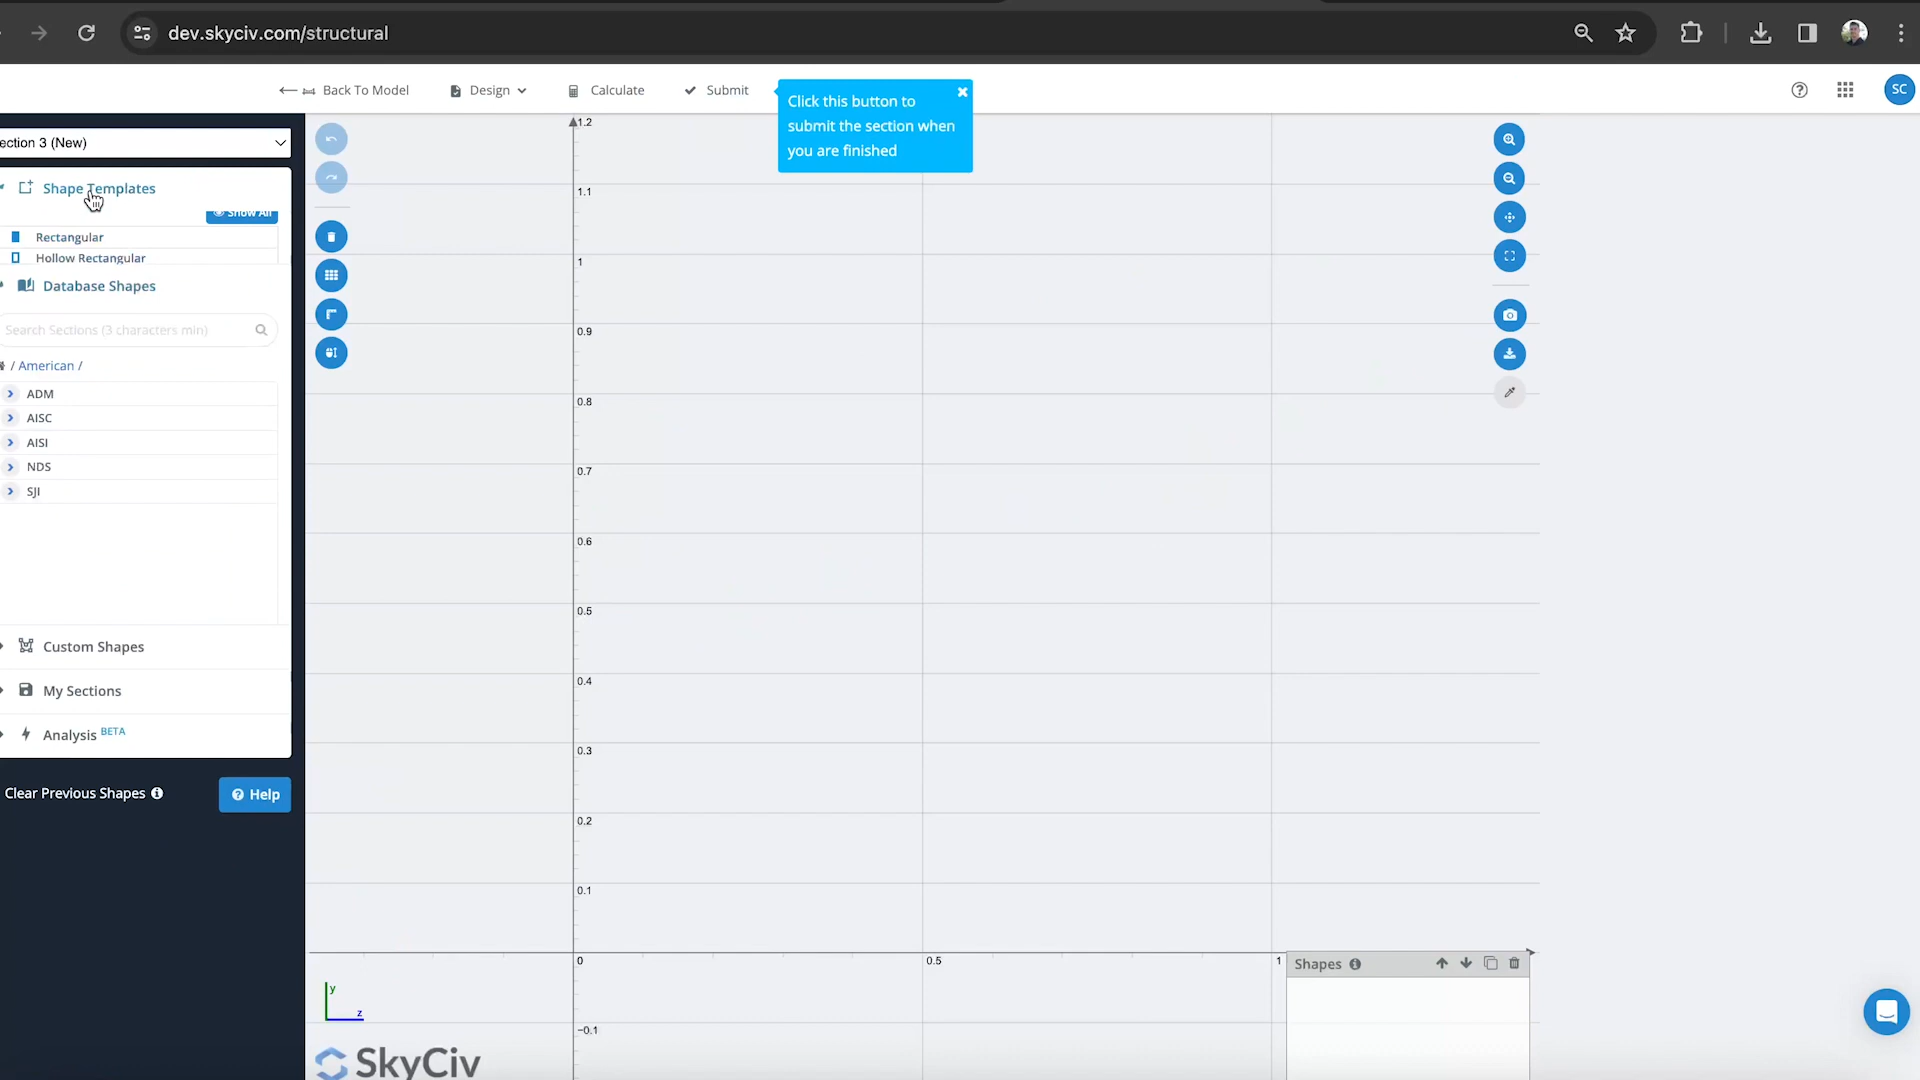 dev.skyciv.com/structural
Back To Model
Design
Calculate
Submit
Click this button to
submit the section when
you are finished
SC
ection 3 (New)
Shape Templates
Show All
Rectangular
Hollow Rectangular
Database Shapes
Search Sections (3 characters min)
/ American /
ADM
AISC
AISI
NDS
SJI
Custom Shapes
My Sections
Analysis BETA
Clear Previous Shapes
Help
1.2
1.1
1
0.9
0.8
0.7
0.6
0.5
0.4
0.3
0.2
0.1
0
0.5
1
−0.1
y
z
SkyCiv
Shapes